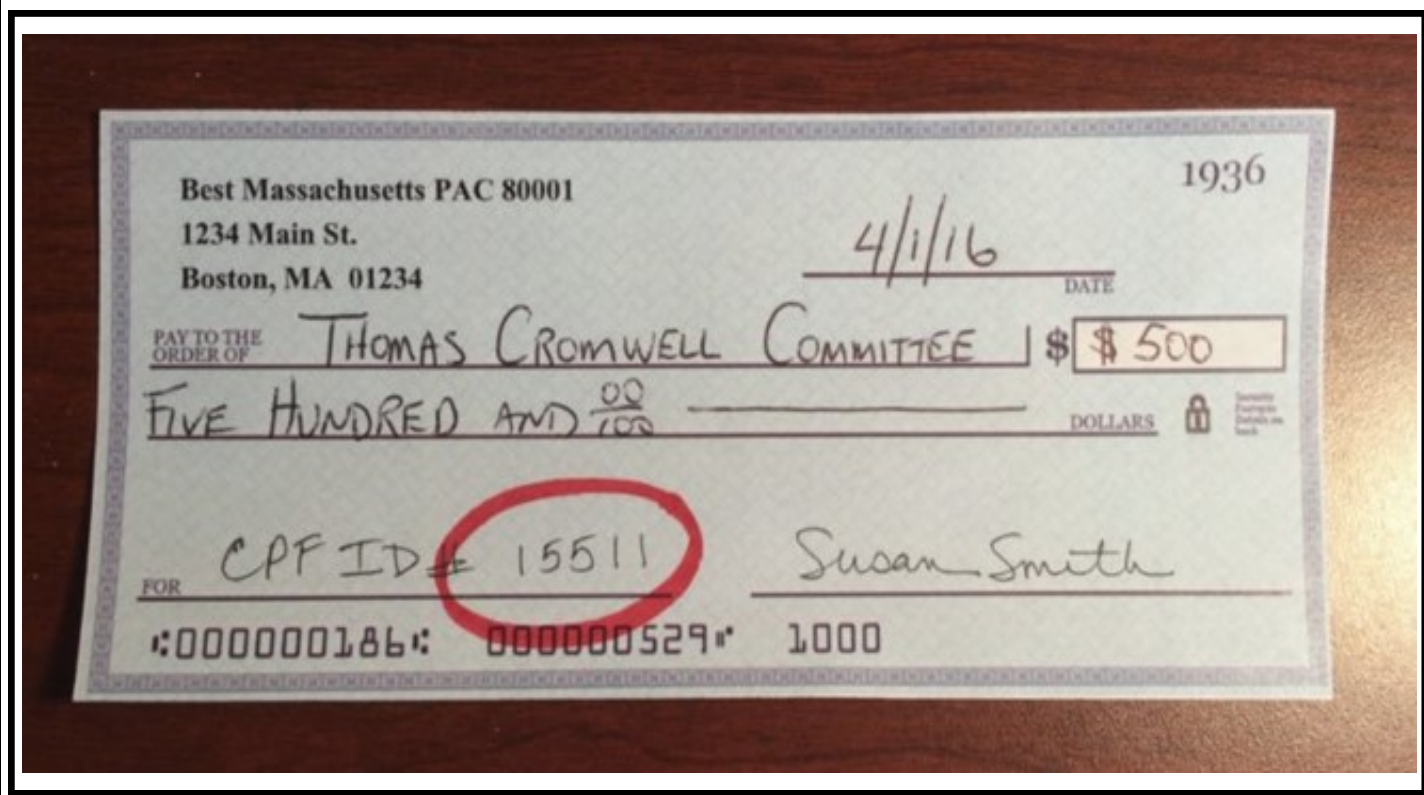 1936
Best Massachusetts PAC 80001
1234 Main St.
Boston, MA 01234
4/1/16
DATE
PAY TO THE
ORDER OF
THOMAS CROMWELL COMMITTEE $ $ 500
FIVE HUNDRED AND 00/100 DOLLARS
FOR CPF ID# 15511 Susan Smith
⑆000000186⑆ 000000529⑈ 1000